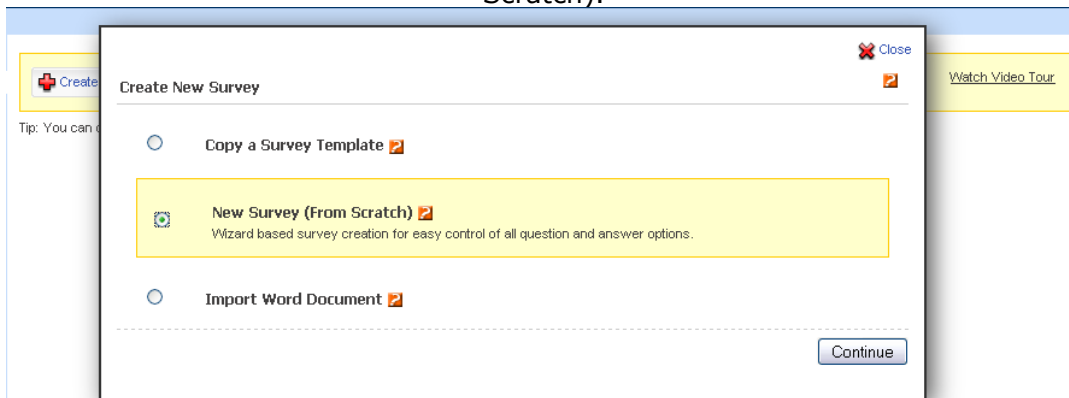 Scratch).
Close
Create
Create New Survey
Watch Video Tour
Tip: You can
Copy a Survey Template
New Survey (From Scratch)
Wizard based survey creation for easy control of all question and answer options.
Import Word Document
Continue